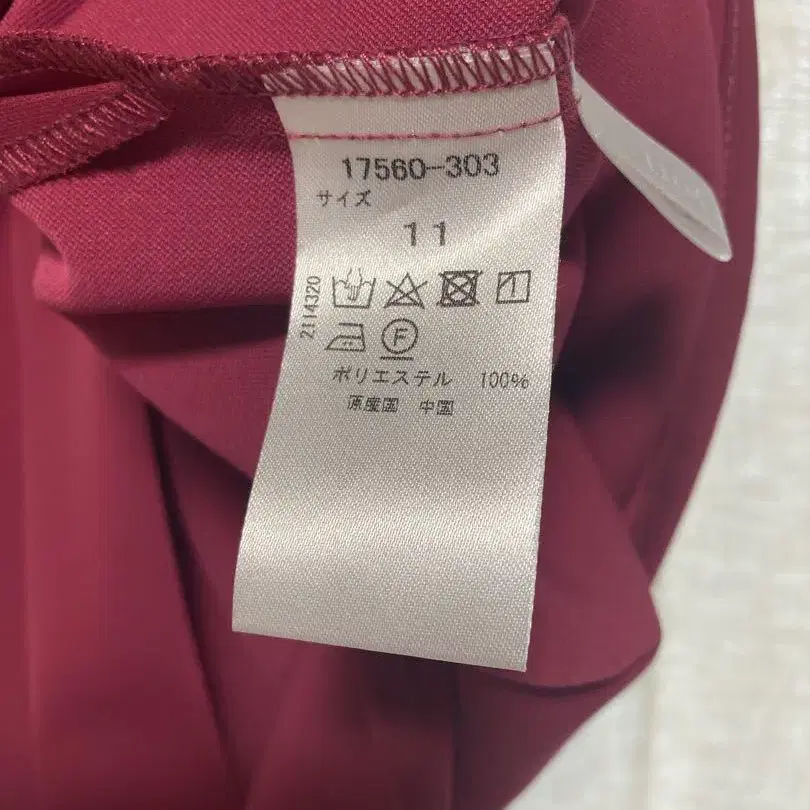 17560-303
サイズ
11
2114320
F
ポリエステル 100%
原産国 中国